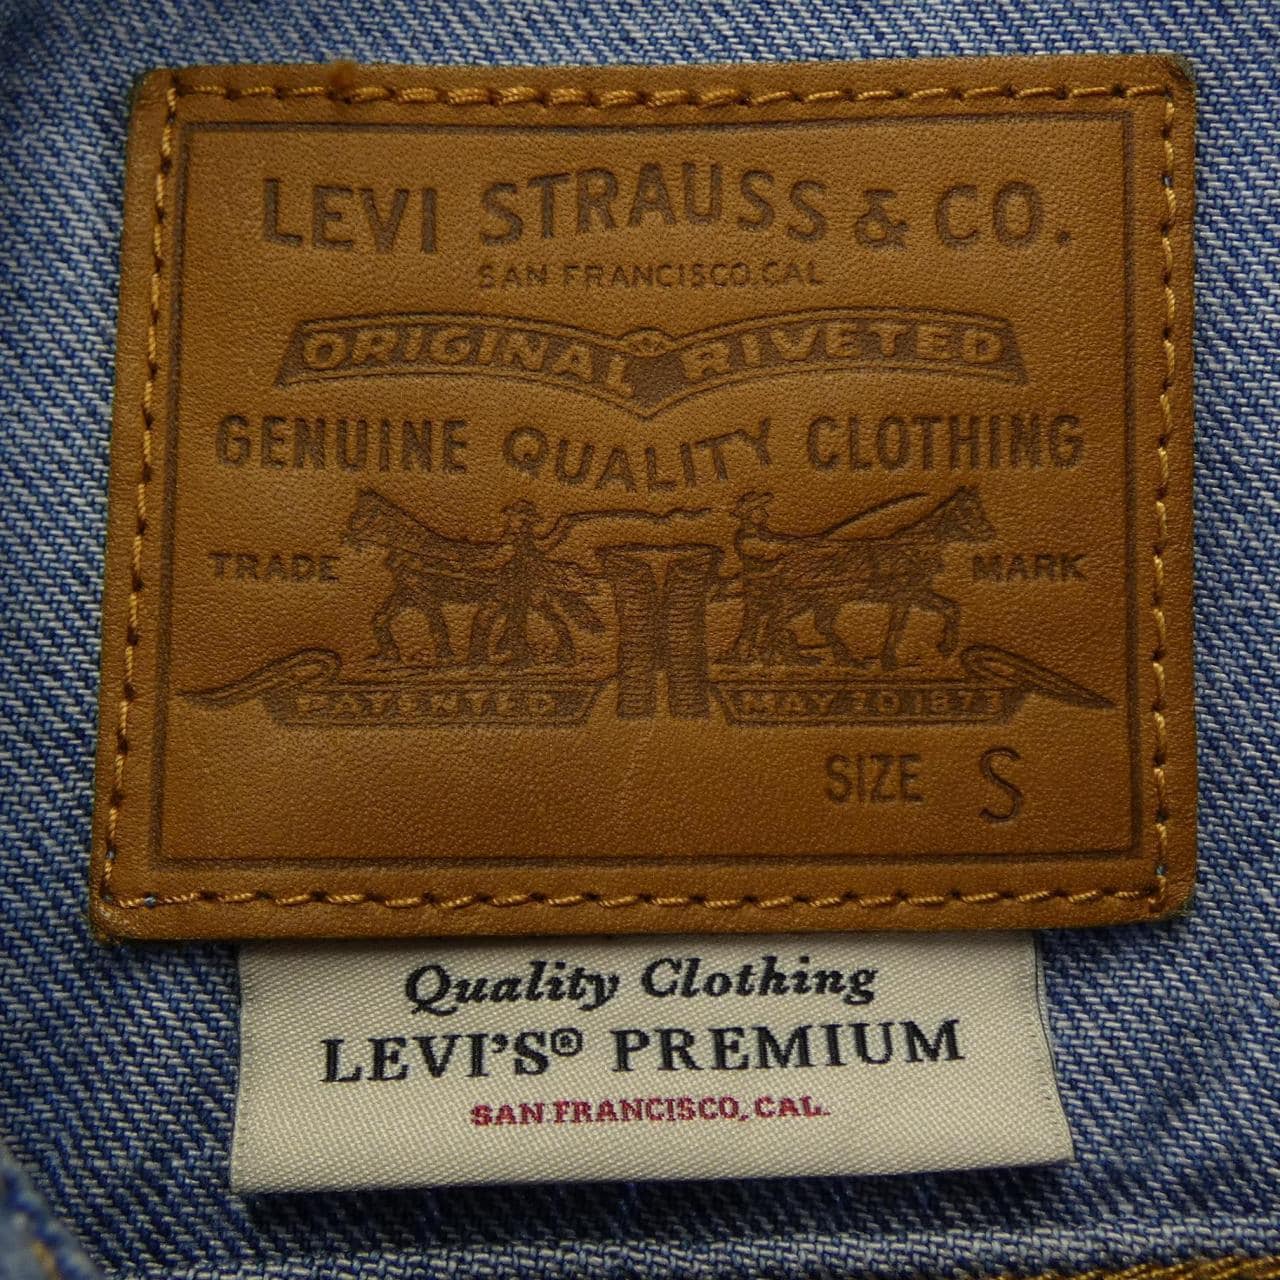 LEVI STRAUSS & CO.
SAN FRANCISCO CAL
ORIGINAL RIVETED
GENUINE QUALITY CLOTHING
TRADE MARK
PATENTED MAY 20 1873
SIZE S
Quality Clothing
LEVI'S® PREMIUM
SAN FRANCISCO, CAL.